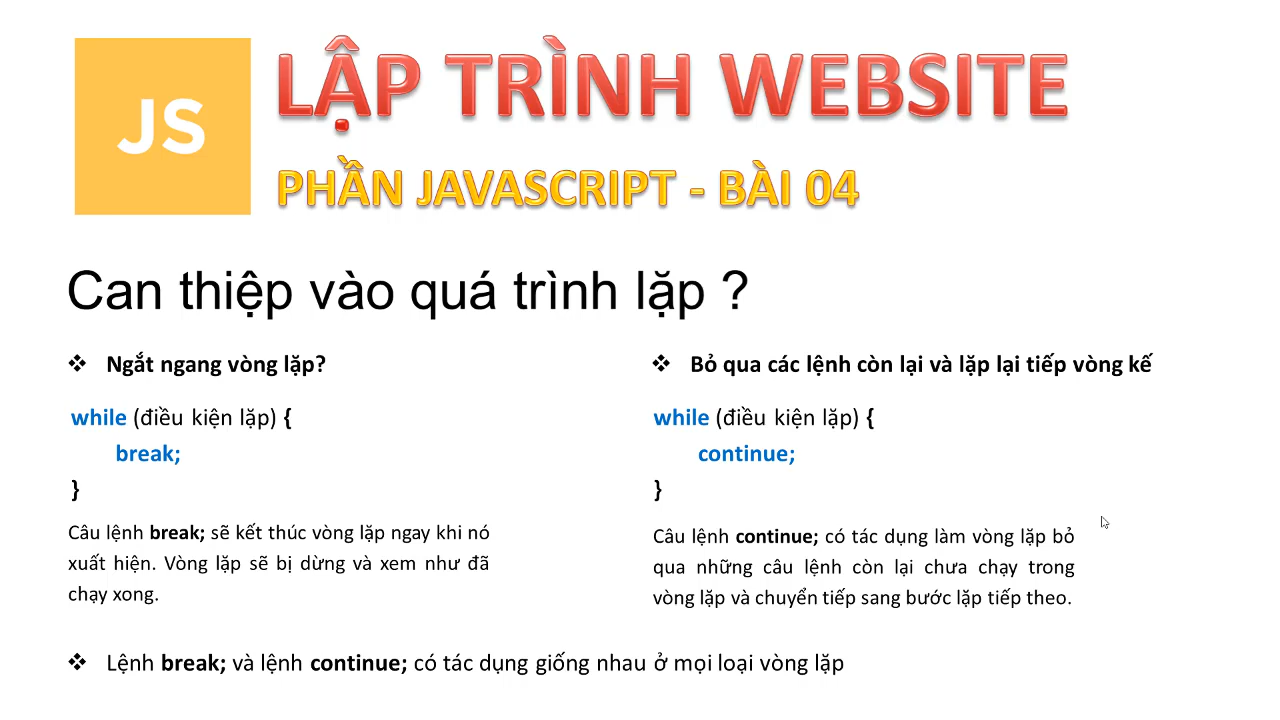 JS
LẬP TRÌNH WEBSITE
PHẦN JAVASCRIPT - BÀI 04
Can thiệp vào quá trình lặp ?
❖ Ngắt ngang vòng lặp?
while (điều kiện lặp) {
break;
}
Câu lệnh break; sẽ kết thúc vòng lặp ngay khi nó
xuất hiện. Vòng lặp sẽ bị dừng và xem như đã
chạy xong.
❖ Bỏ qua các lệnh còn lại và lặp lại tiếp vòng kế
while (điều kiện lặp) {
continue;
}
Câu lệnh continue; có tác dụng làm vòng lặp bỏ
qua những câu lệnh còn lại chưa chạy trong
vòng lặp và chuyển tiếp sang bước lặp tiếp theo.
❖ Lệnh break; và lệnh continue; có tác dụng giống nhau ở mọi loại vòng lặp